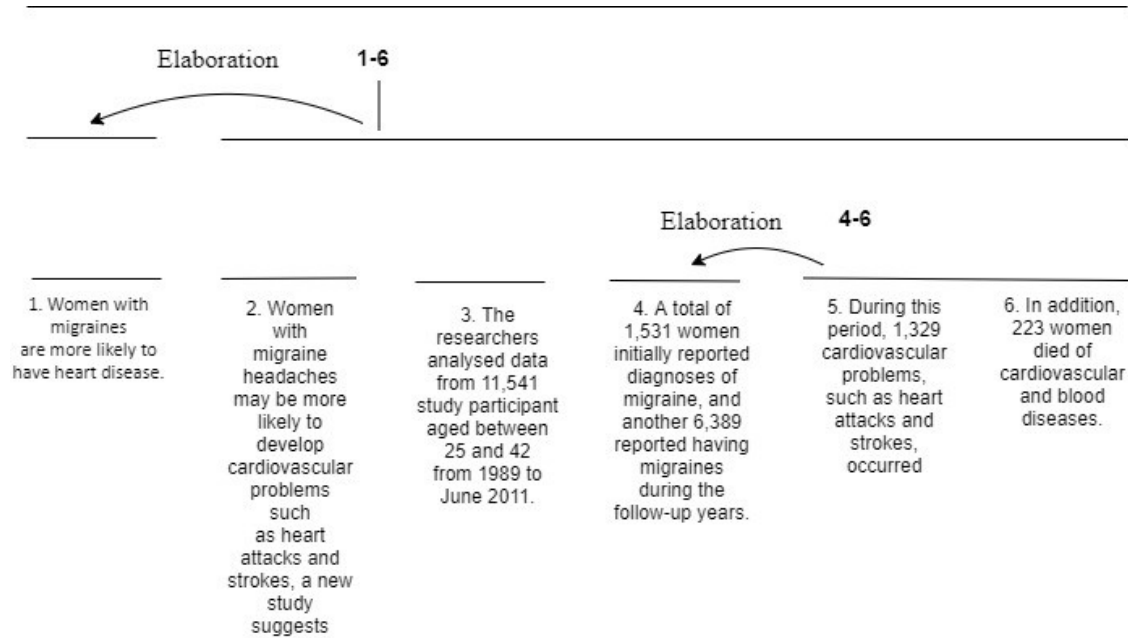 Elaboration 1-6
Elaboration 4-6
1. Women with
migraines
are more likely to
have heart disease.
2. Women
with
migraine
headaches
may be more
likely to
develop
cardiovascular
problems
such
as heart
attacks and
strokes, a new
study
suggests
3. The
researchers
analysed data
from 11,541
study participant
aged between
25 and 42
from 1989 to
June 2011.
4. A total of
1,531 women
initially reported
diagnoses of
migraine, and
another 6,389
reported having
migraines
during the
follow-up years.
5. During this
period, 1,329
cardiovascular
problems,
such as heart
attacks and
strokes,
occurred
6. In addition,
223 women
died of
cardiovascular
and blood
diseases.